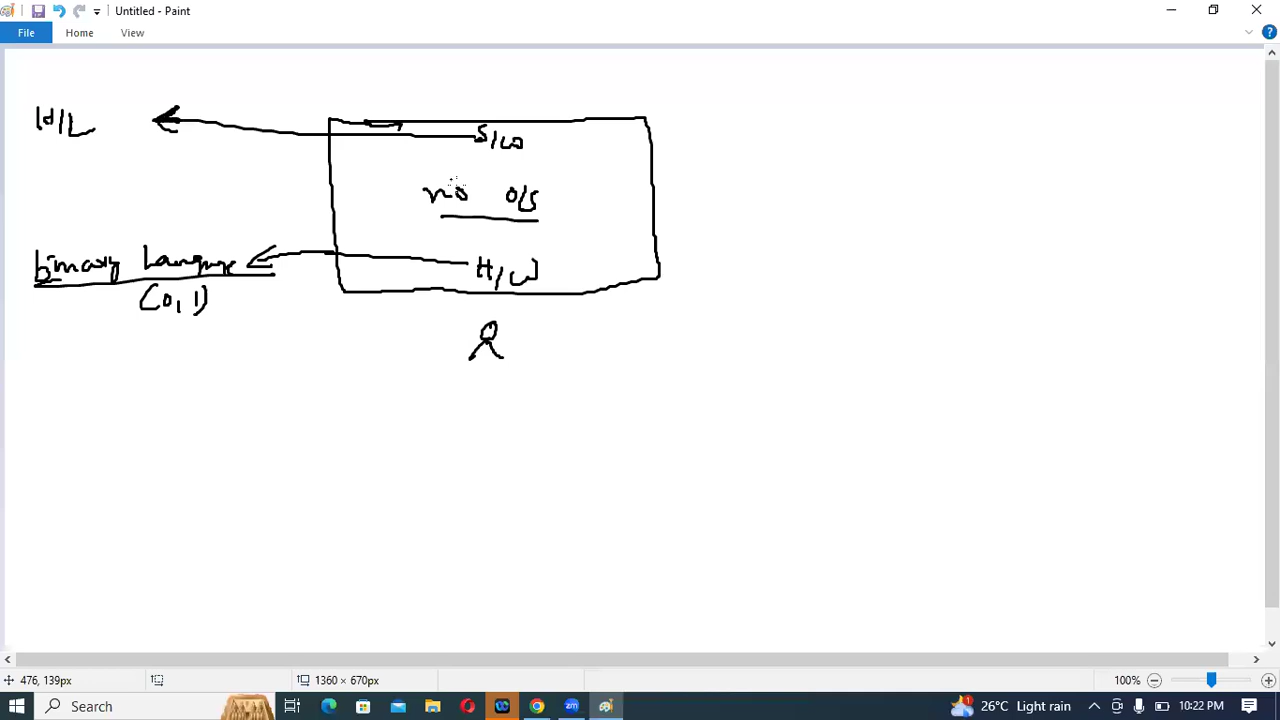 Untitled - Paint
File Home View
H/L
S/W
no o/s
binary Language
H/W
(0, 1)
476, 139px
1360 × 670px
100%
Search
1
26°C Light rain
10:22 PM